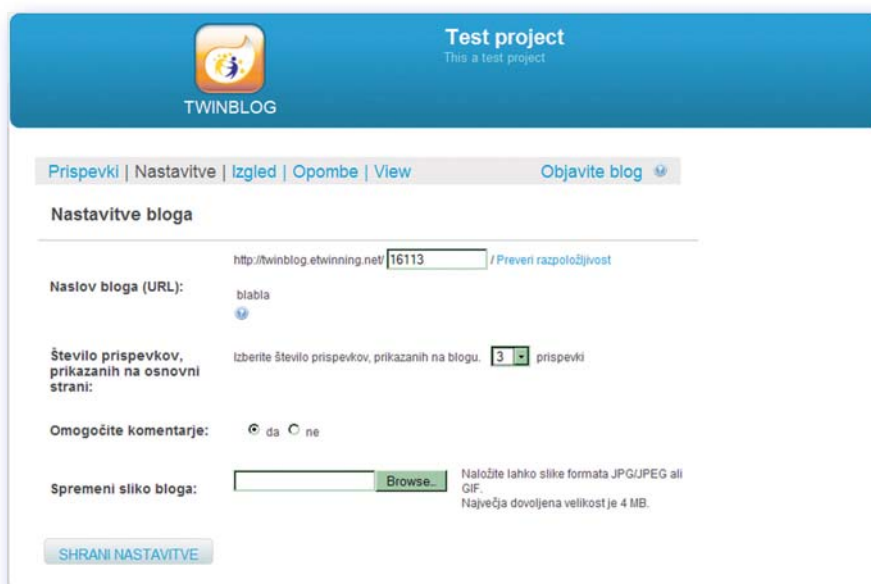 Test project
This a test project
TWINBLOG
Prispevki | Nastavitve | Izgled | Opombe | View
Objavite blog
Nastavitve bloga
http://twinblog.etwinning.net/ 16113 / Preveri razpoložljivost
Naslov bloga (URL):
blabla
Število prispevkov,
prikazanih na osnovni
strani:
Izberite število prispevkov, prikazanih na blogu. 3 prispevki
Omogočite komentarje:
da ne
Spremeni sliko bloga:
Browse..
Naložite lahko slike formata JPG/JPEG ali
GIF.
Največja dovoljena velikost je 4 MB.
SHRANI NASTAVITVE